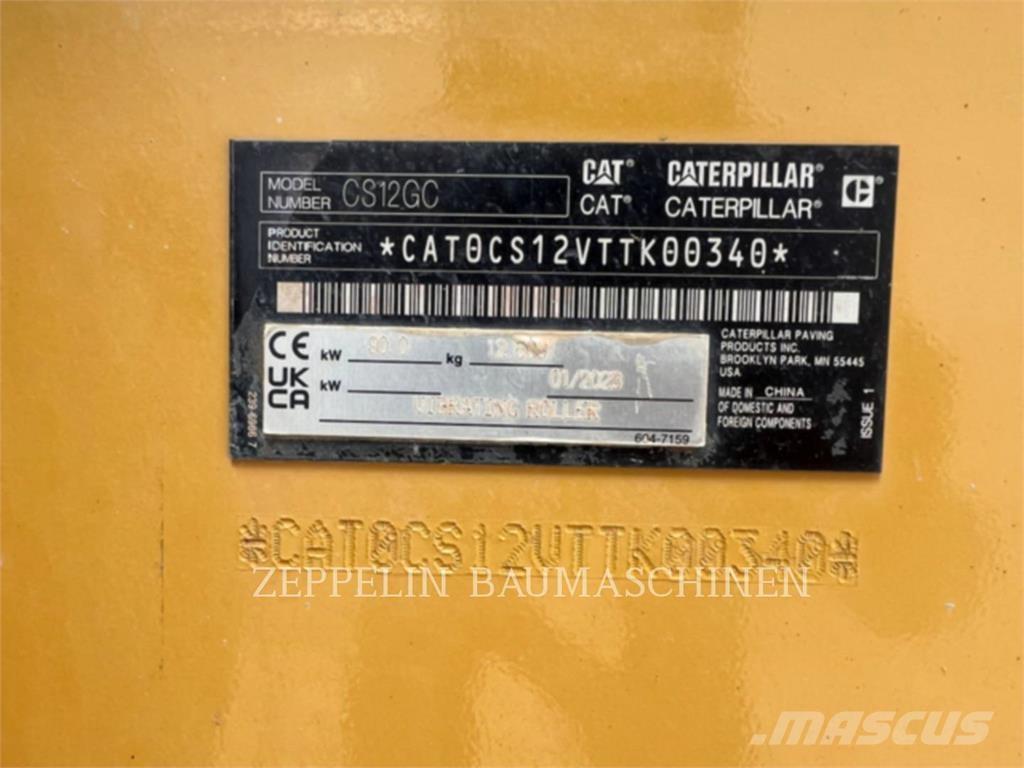 MODEL NUMBER CS12GC
CAT® CATERPILLAR®
CAT® CATERPILLAR®
PRODUCT IDENTIFICATION NUMBER *CAT0CS12VTTK00340*
CE kW kg
UKCA kW 01/2023
VIBRATING ROLLER
604-7159
CATERPILLAR PAVING
PRODUCTS INC.
BROOKLYN PARK, MN 55445
USA
MADE IN CHINA
OF DOMESTIC AND
FOREIGN COMPONENTS
ISSUE 1
*CAT0CS12VTTK00340*
ZEPPELIN BAUMASCHINEN
MASCUS